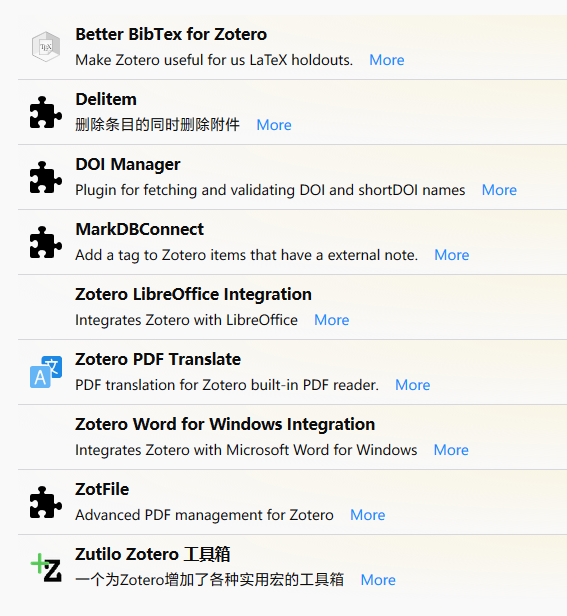 Better BibTex for Zotero
Make Zotero useful for us LaTeX holdouts. More
Delitem
删除条目的同时删除附件 More
DOI Manager
Plugin for fetching and validating DOI and shortDOI names More
MarkDBConnect
Add a tag to Zotero items that have a external note. More
Zotero LibreOffice Integration
Integrates Zotero with LibreOffice More
Zotero PDF Translate
PDF translation for Zotero built-in PDF reader. More
Zotero Word for Windows Integration
Integrates Zotero with Microsoft Word for Windows More
ZotFile
Advanced PDF management for Zotero More
Zutilo Zotero 工具箱
一个为Zotero增加了各种实用宏的工具箱 More